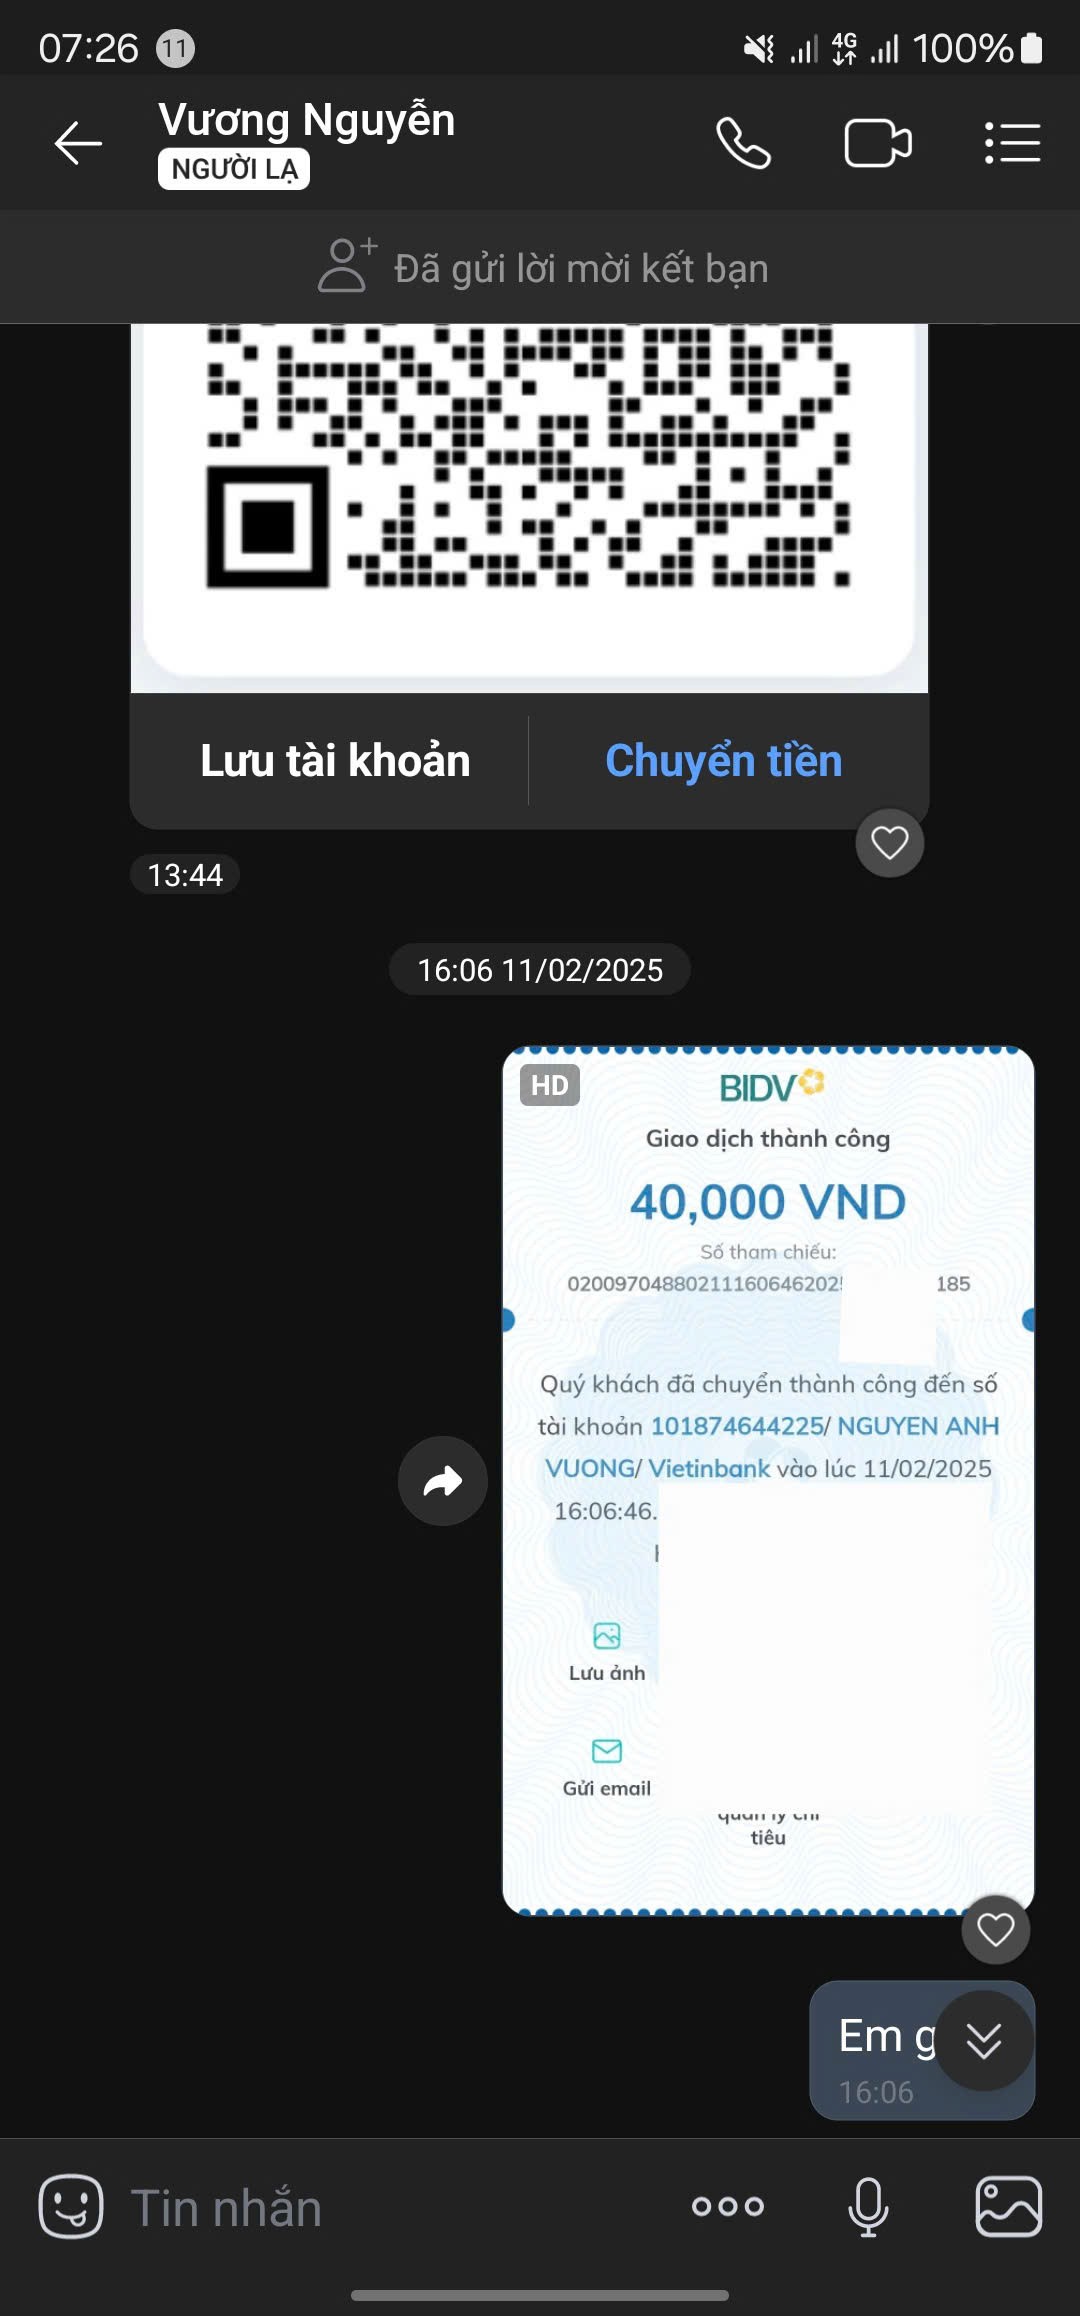 07:26 11 4G 100%
Vương Nguyễn
NGƯỜI LẠ
Đã gửi lời mời kết bạn
Lưu tài khoản Chuyển tiền
13:44
16:06 11/02/2025
HD BIDV
Giao dịch thành công
40,000 VND
Số tham chiếu:
020097048802111606462025 185
Quý khách đã chuyển thành công đến số
tài khoản 101874644225/ NGUYEN ANH
VUONG/ Vietinbank vào lúc 11/02/2025
16:06:46.
Lưu ảnh
Gửi email
quản lý chi
tiêu
Em g
16:06
Tin nhắn